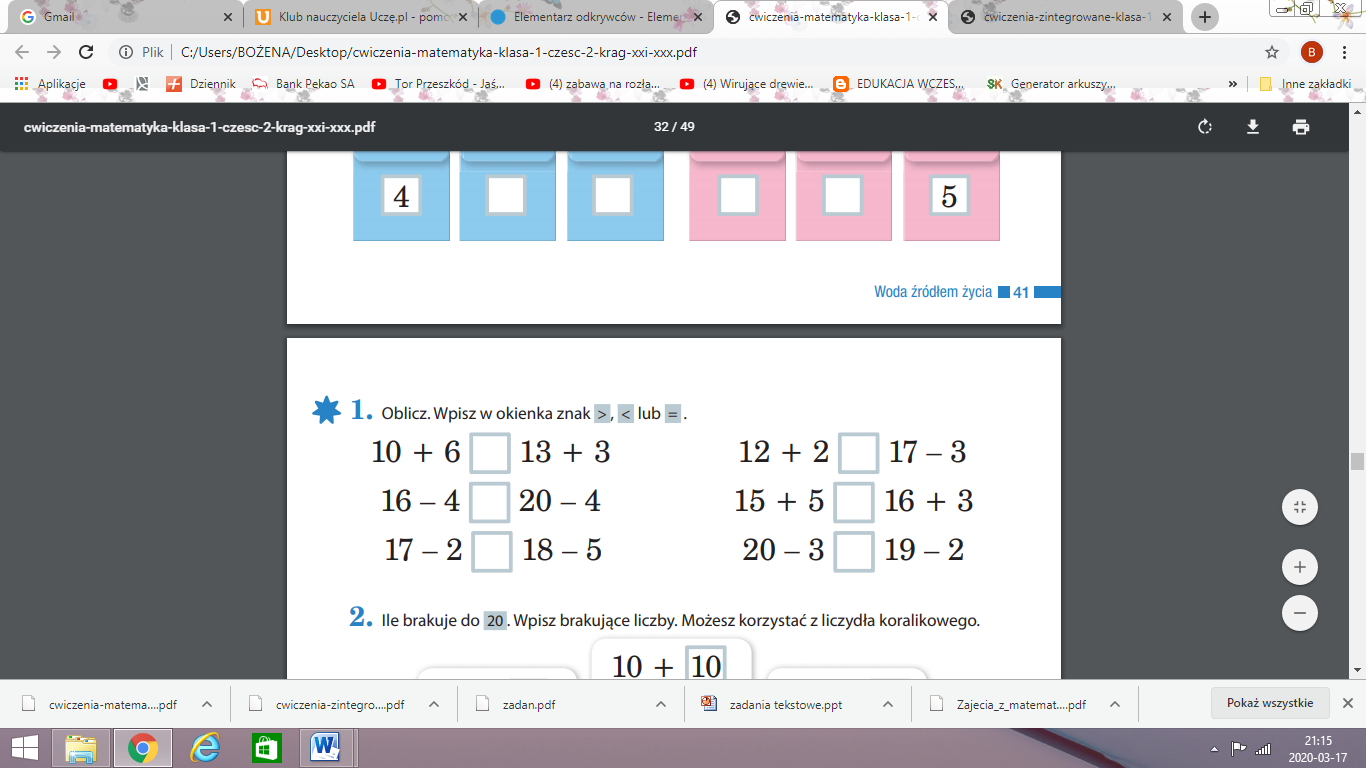 Gmail
Klub nauczyciela Uczę.pl - pomo
Elementarz odkrywców - Elemen
cwiczenia-matematyka-klasa-1-c
cwiczenia-zintegrowane-klasa-1
Plik | C:/Users/BOŻENA/Desktop/cwiczenia-matematyka-klasa-1-czesc-2-krag-xxi-xxx.pdf
B
Aplikacje
Dziennik
Bank Pekao SA
Tor Przeszkód - Jaś...
(4) zabawa na rozła...
(4) Wirujące drewie...
EDUKACJA WCZES...
SK Generator arkuszy...
» Inne zakładki
cwiczenia-matematyka-klasa-1-czesc-2-krag-xxi-xxx.pdf
32 / 49
4 5
Woda źródłem życia 41
1. Oblicz. Wpisz w okienka znak >, < lub =.
10 + 6 13 + 3 12 + 2 17 – 3
16 – 4 20 – 4 15 + 5 16 + 3
17 – 2 18 – 5 20 – 3 19 – 2
2. Ile brakuje do 20. Wpisz brakujące liczby. Możesz korzystać z liczydła koralikowego.
10 + 10
cwiczenia-matema....pdf
cwiczenia-zintegro....pdf
zadan.pdf
zadania tekstowe.ppt
Zajecia_z_matemat....pdf
Pokaż wszystkie
21:15
2020-03-17